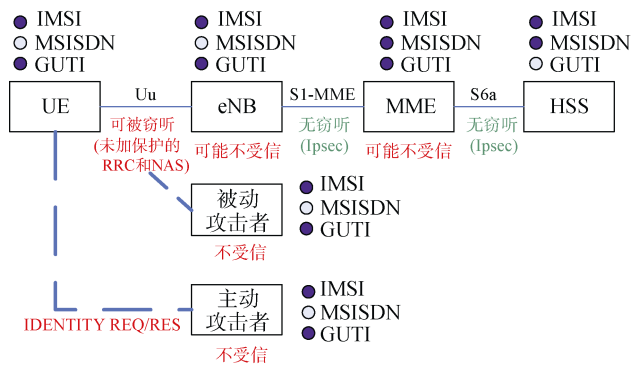 IMSI
MSISDN
GUTI
IMSI
MSISDN
GUTI
IMSI
MSISDN
GUTI
IMSI
MSISDN
GUTI
UE
Uu
eNB
S1-MME
MME
S6a
HSS
可被窃听
(未加保护的
RRC和NAS)
可能不受信
无窃听
(Ipsec)
可能不受信
无窃听
(Ipsec)
被动
攻击者
不受信
IMSI
MSISDN
GUTI
IDENTITY REQ/RES
主动
攻击者
不受信
IMSI
MSISDN
GUTI